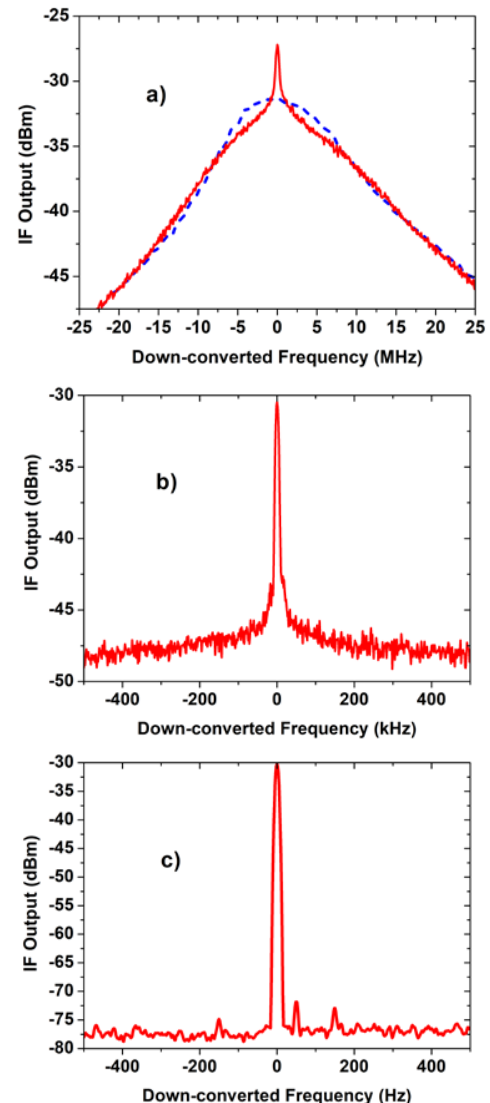 -25
-30
-35
-40
-45
IF Output (dBm)
a)
-25 -20 -15 -10 -5 0 5 10 15 20 25
Down-converted Frequency (MHz)
-30
-35
-40
-45
-50
IF Output (dBm)
b)
-400 -200 0 200 400
Down-converted Frequency (kHz)
-30
-35
-40
-45
-50
-55
-60
-65
-70
-75
-80
IF Output (dBm)
c)
-400 -200 0 200 400
Down-converted Frequency (Hz)